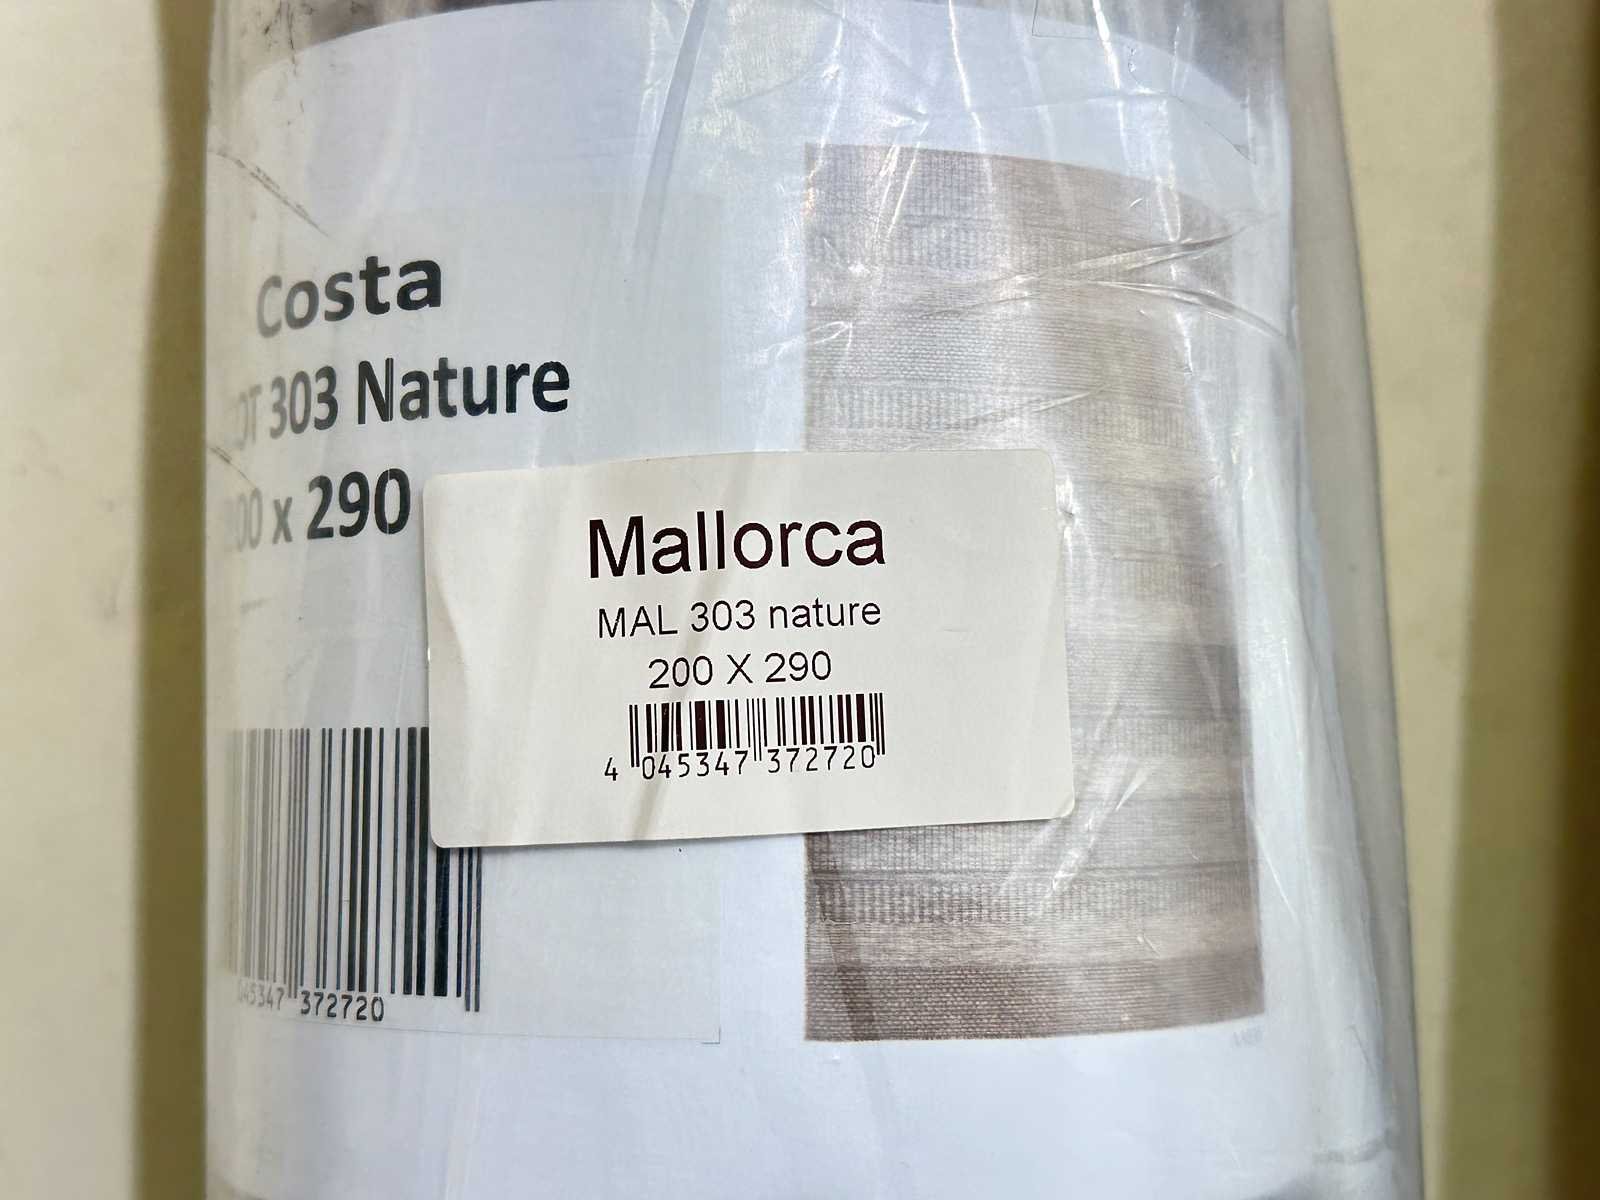 Costa
303 Nature
x 290
Mallorca
MAL 303 nature
200 X 290
4 045347 372720
045347 372720